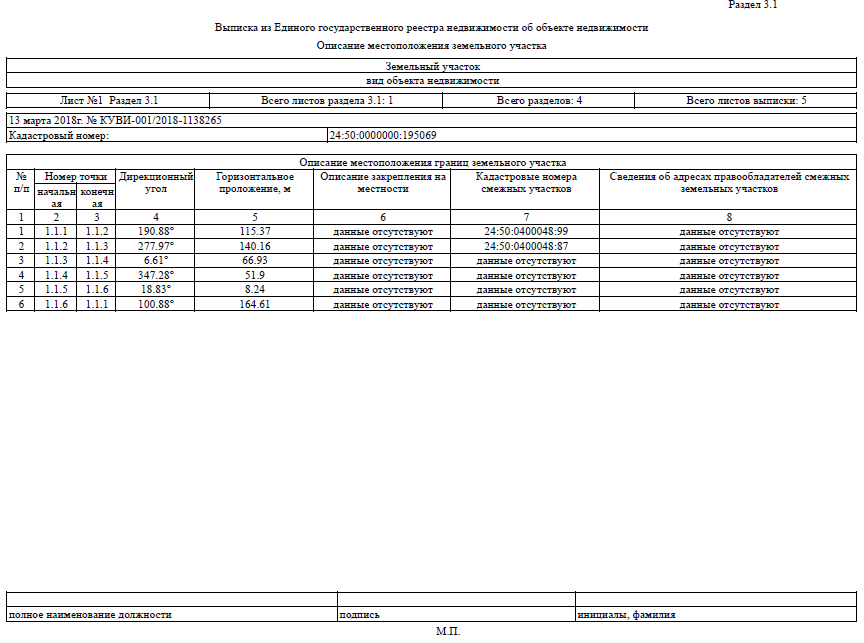 Раздел 3.1
Выписка из Единого государственного реестра недвижимости об объекте недвижимости
Описание местоположения земельного участка
Земельный участок
вид объекта недвижимости
Лист №1 Раздел 3.1 Всего листов раздела 3.1: 1 Всего разделов: 4 Всего листов выписки: 5
13 марта 2018г. № КУВИ-001/2018-1138265
Кадастровый номер: 24:50:0000000:195069
Описание местоположения границ земельного участка
№ Номер точки Дирекционный Горизонтальное Описание закрепления на Кадастровые номера Сведения об адресах правообладателей смежных
п/п начальн конечн угол проложение, м местности смежных участков земельных участков
ая ая
1 2 3 4 5 6 7 8
1 1.1.1 1.1.2 190.88° 115.37 данные отсутствуют 24:50:0400048:99 данные отсутствуют
2 1.1.2 1.1.3 277.97° 140.16 данные отсутствуют 24:50:0400048:87 данные отсутствуют
3 1.1.3 1.1.4 6.61° 66.93 данные отсутствуют данные отсутствуют данные отсутствуют
4 1.1.4 1.1.5 347.28° 51.9 данные отсутствуют данные отсутствуют данные отсутствуют
5 1.1.5 1.1.6 18.83° 8.24 данные отсутствуют данные отсутствуют данные отсутствуют
6 1.1.6 1.1.1 100.88° 164.61 данные отсутствуют данные отсутствуют данные отсутствуют
полное наименование должности подпись инициалы, фамилия
М.П.